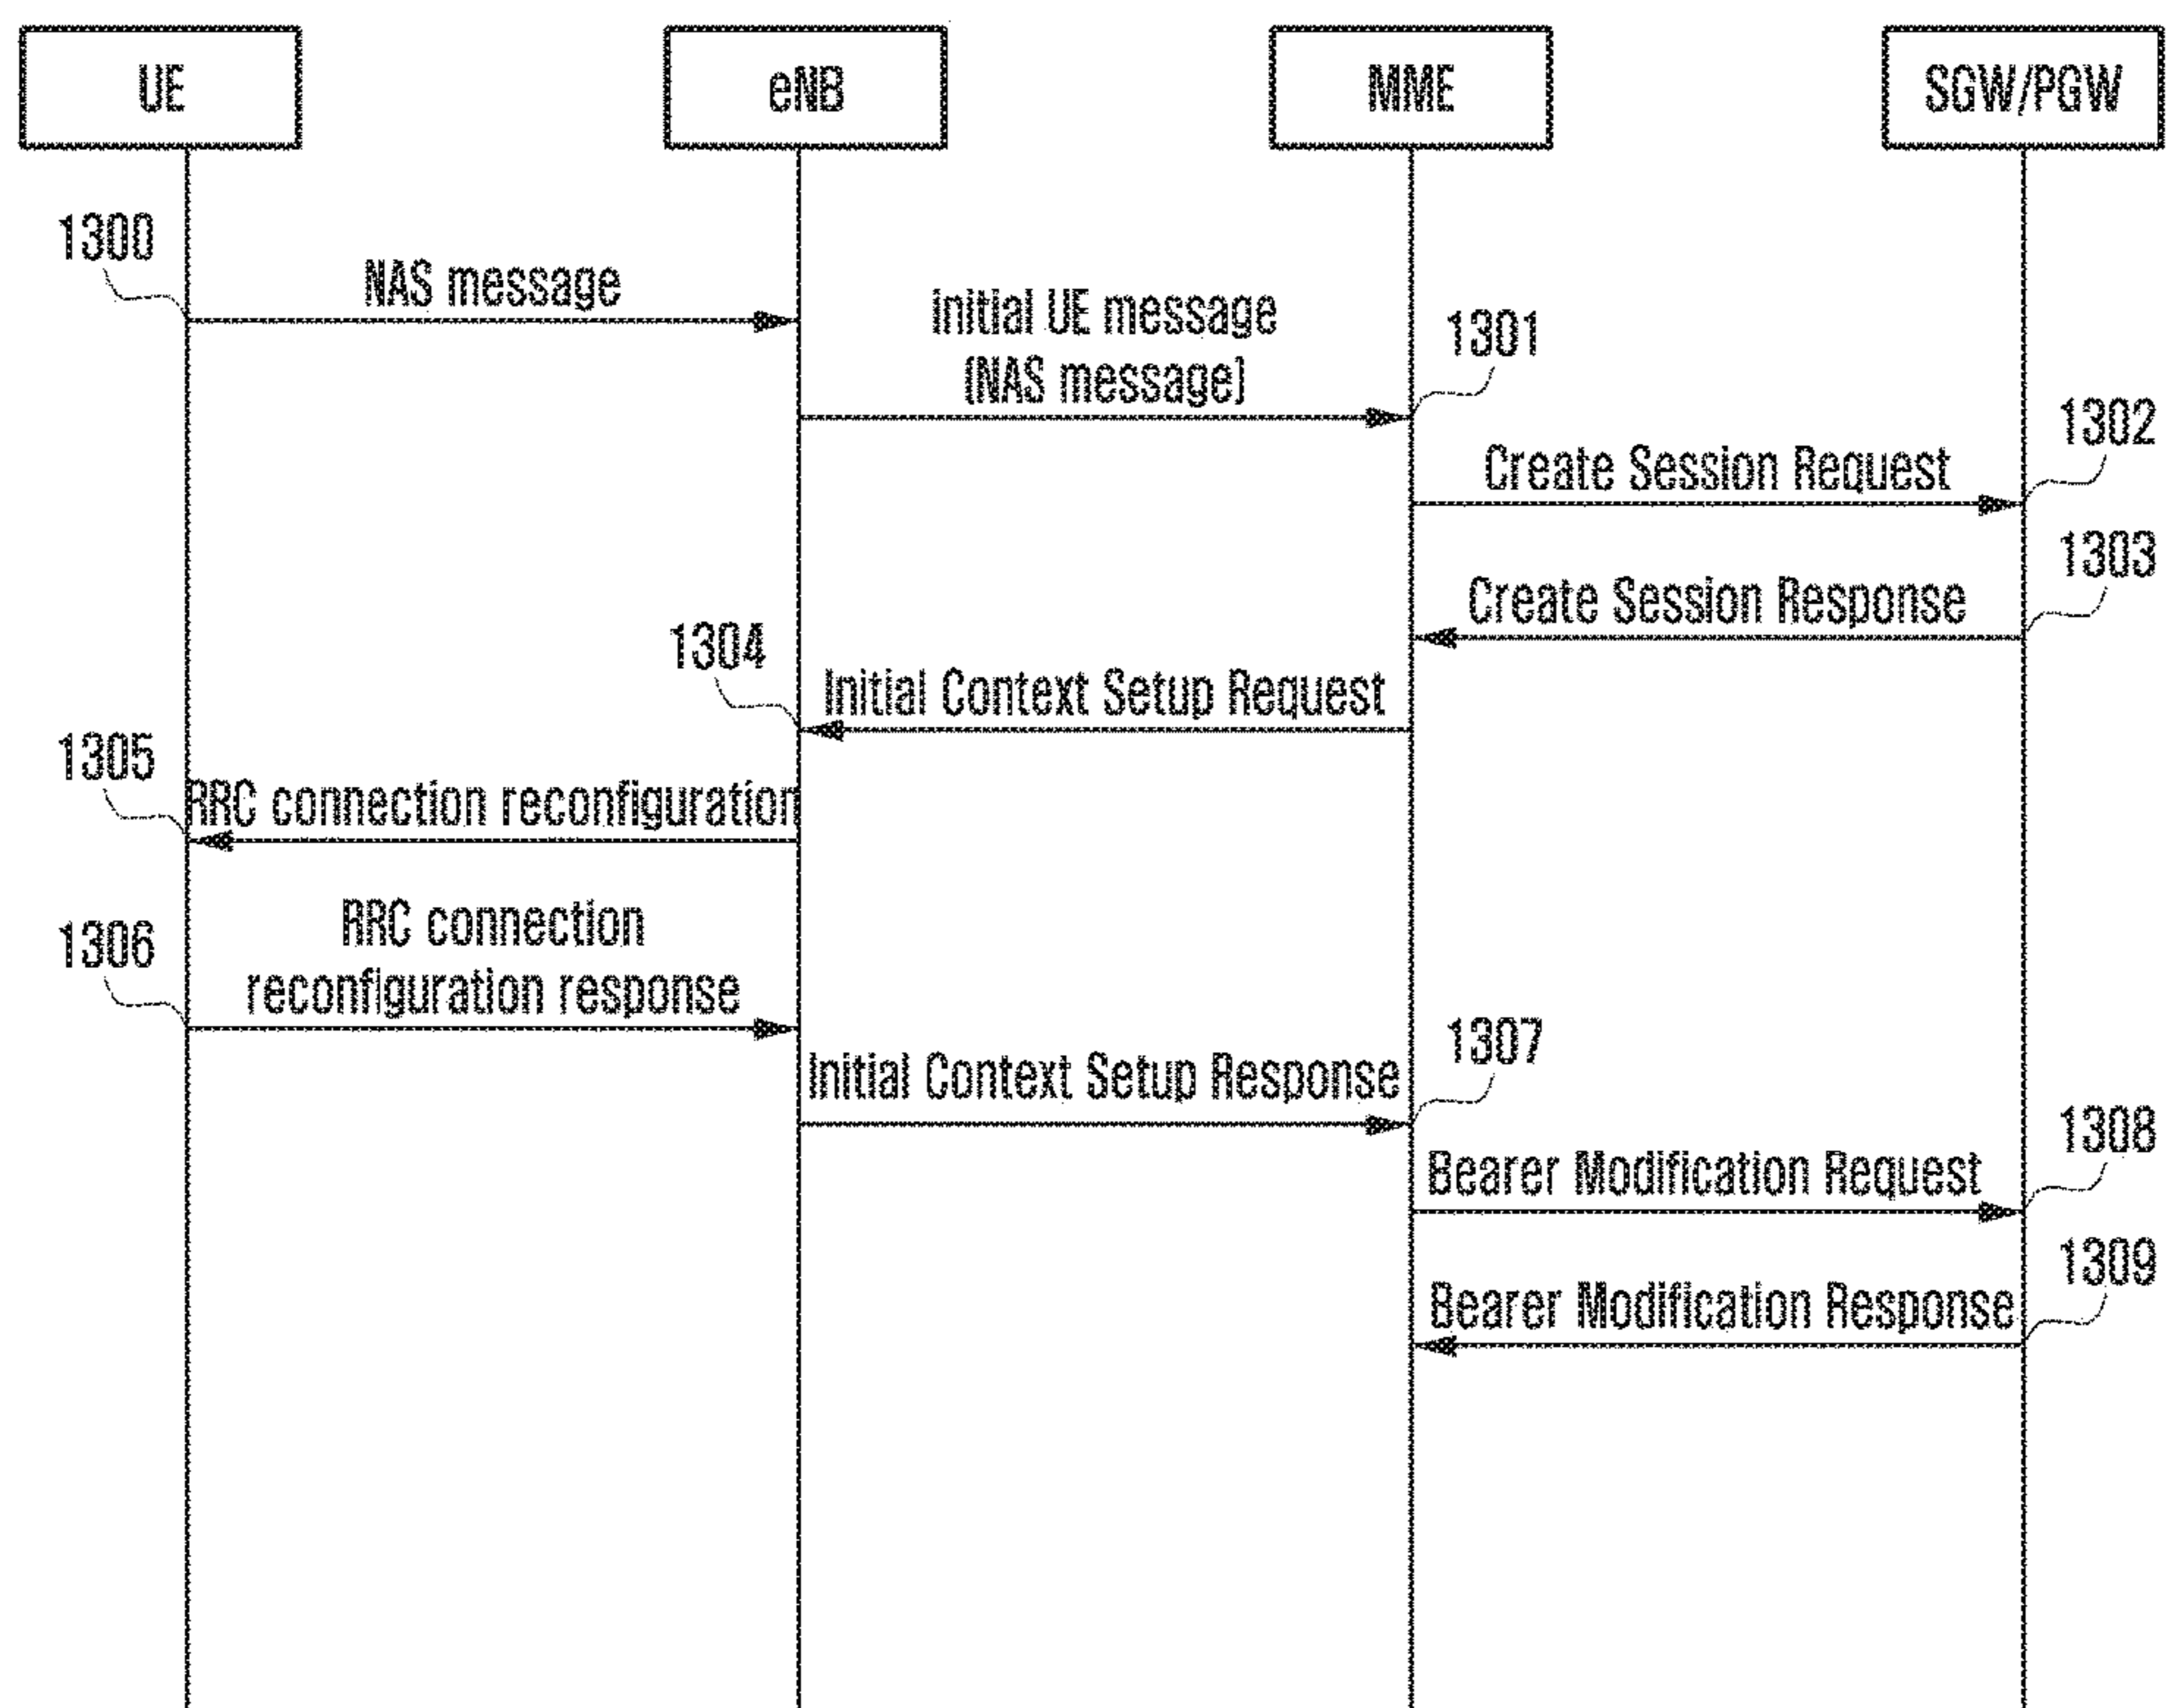 UE
eNB
MME
SGW/PGW
1300
NAS message
Initial UE message
(NAS message)
1301
1302
Create Session Request
1303
Create Session Response
1304
Initial Context Setup Request
1305
RRC connection reconfiguration
1306
RRC connection
reconfiguration response
1307
Initial Context Setup Response
1308
Bearer Modification Request
1309
Bearer Modification Response